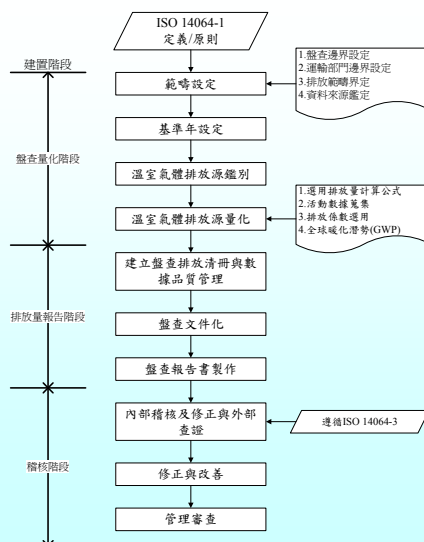 ISO 14064-1
定義/原則
建置階段
範疇設定
1.盤查邊界設定
2.運輸部門邊界設定
3.排放範疇界定
4.資料來源鑑定
基準年設定
盤查量化階段
溫室氣體排放源鑑別
溫室氣體排放源量化
1.選用排放量計算公式
2.活動數據蒐集
3.排放係數選用
4.全球暖化潛勢(GWP)
建立盤查排放清冊與數
據品質管理
排放量報告階段
盤查文件化
盤查報告書製作
內部稽核及修正與外部
查證
遵循ISO 14064-3
稽核階段
修正與改善
管理審查